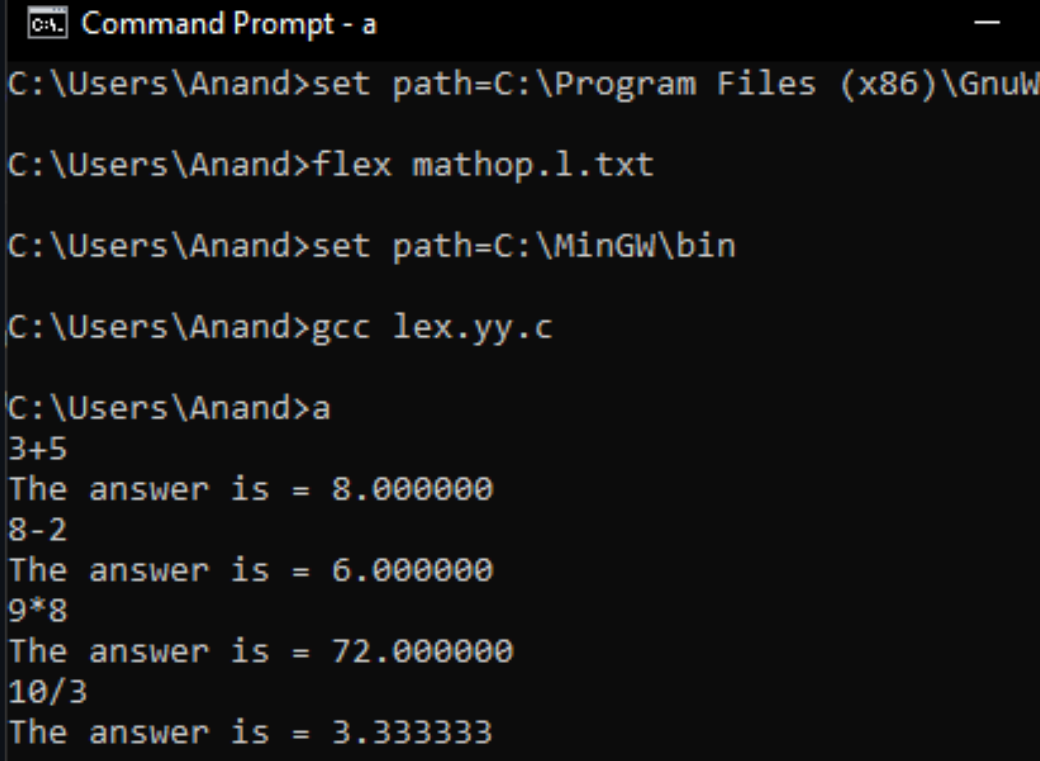 Command Prompt - a
C:\Users\Anand>set path=C:\Program Files (x86)\GnuW
C:\Users\Anand>flex mathop.l.txt
C:\Users\Anand>set path=C:\MinGW\bin
C:\Users\Anand>gcc lex.yy.c
C:\Users\Anand>a
3+5
The answer is = 8.000000
8-2
The answer is = 6.000000
9*8
The answer is = 72.000000
10/3
The answer is = 3.333333